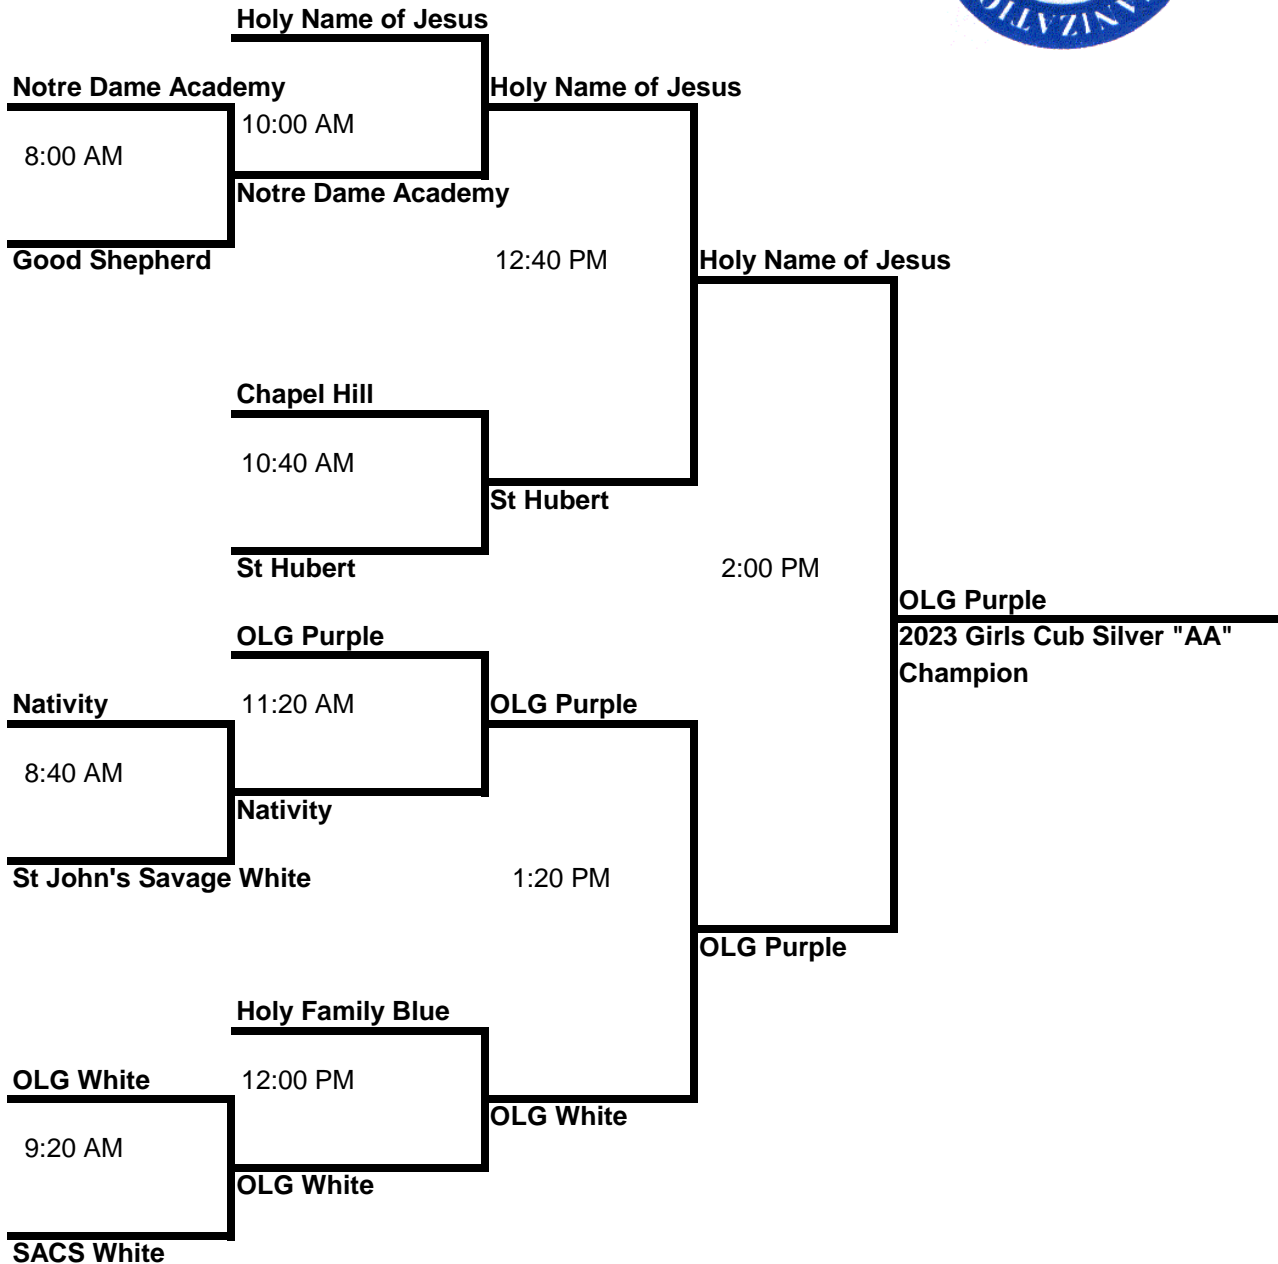 Holy Name of Jesus
Notre Dame Academy
Holy Name of Jesus
10:00 AM
8:00 AM
Notre Dame Academy
Good Shepherd
12:40 PM
Holy Name of Jesus
Chapel Hill
10:40 AM
St Hubert
St Hubert
2:00 PM
OLG Purple
OLG Purple
2023 Girls Cub Silver "AA"
Champion
Nativity
11:20 AM
OLG Purple
8:40 AM
Nativity
St John's Savage White
1:20 PM
OLG Purple
Holy Family Blue
OLG White
12:00 PM
OLG White
9:20 AM
OLG White
SACS White